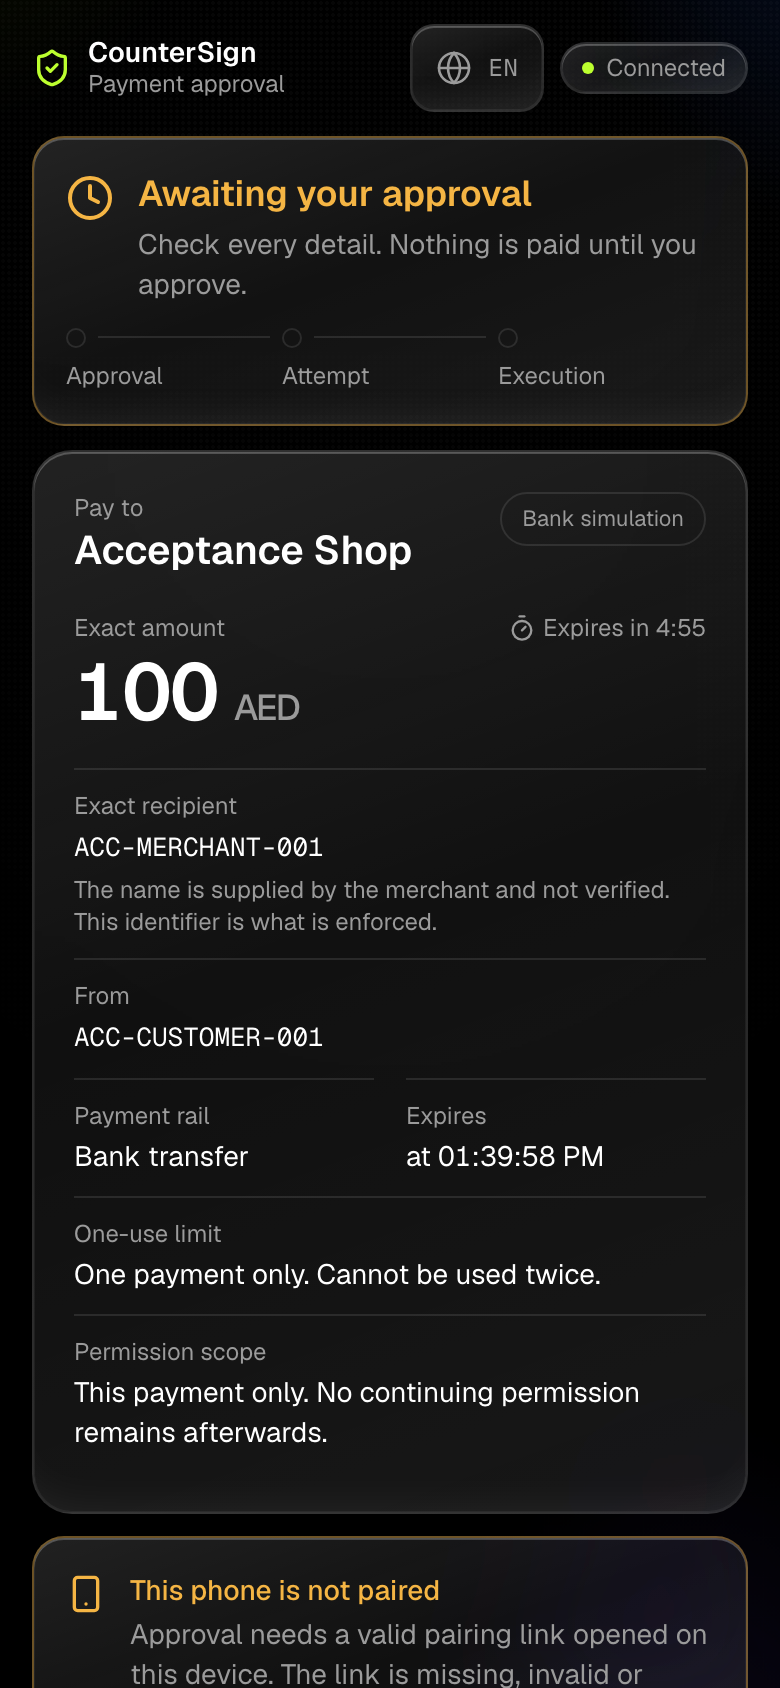 CounterSign
Payment approval
EN
Connected
Awaiting your approval
Check every detail. Nothing is paid until you
approve.
Approval
Attempt
Execution
Pay to
Bank simulation
Acceptance Shop
Exact amount
Expires in 4:55
100 AED
Exact recipient
ACC-MERCHANT-001
The name is supplied by the merchant and not verified.
This identifier is what is enforced.
From
ACC-CUSTOMER-001
Payment rail
Expires
Bank transfer
at 01:39:58 PM
One-use limit
One payment only. Cannot be used twice.
Permission scope
This payment only. No continuing permission
remains afterwards.
This phone is not paired
Approval needs a valid pairing link opened on
this device. The link is missing, invalid or